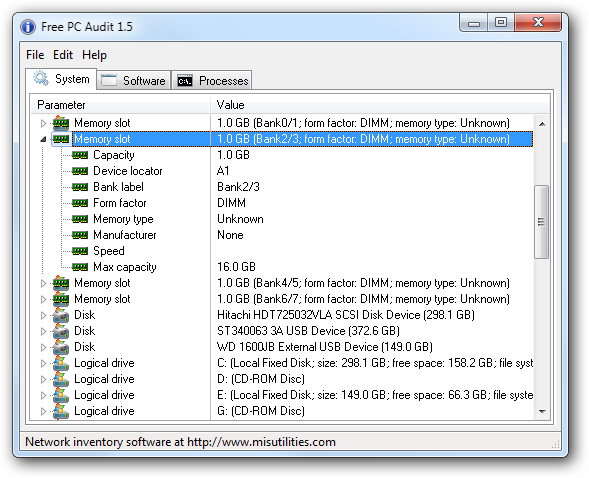 Free PC Audit 1.5
File Edit Help
System Software Processes
Parameter Value
Memory slot 1.0 GB (Bank0/1; form factor: DIMM; memory type: Unknown)
Memory slot 1.0 GB (Bank2/3; form factor: DIMM; memory type: Unknown)
Capacity 1.0 GB
Device locator A1
Bank label Bank2/3
Form factor DIMM
Memory type Unknown
Manufacturer None
Speed
Max capacity 16.0 GB
Memory slot 1.0 GB (Bank4/5; form factor: DIMM; memory type: Unknown)
Memory slot 1.0 GB (Bank6/7; form factor: DIMM; memory type: Unknown)
Disk Hitachi HDT725032VLA SCSI Disk Device (298.1 GB)
Disk ST340063 3A USB Device (372.6 GB)
Disk WD 1600JB External USB Device (149.0 GB)
Logical drive C: (Local Fixed Disk; size: 298.1 GB; free space: 158.2 GB; file syst
Logical drive D: (CD-ROM Disc)
Logical drive E: (Local Fixed Disk; size: 149.0 GB; free space: 66.3 GB; file syste
Logical drive G: (CD-ROM Disc)
Network inventory software at http://www.misutilities.com